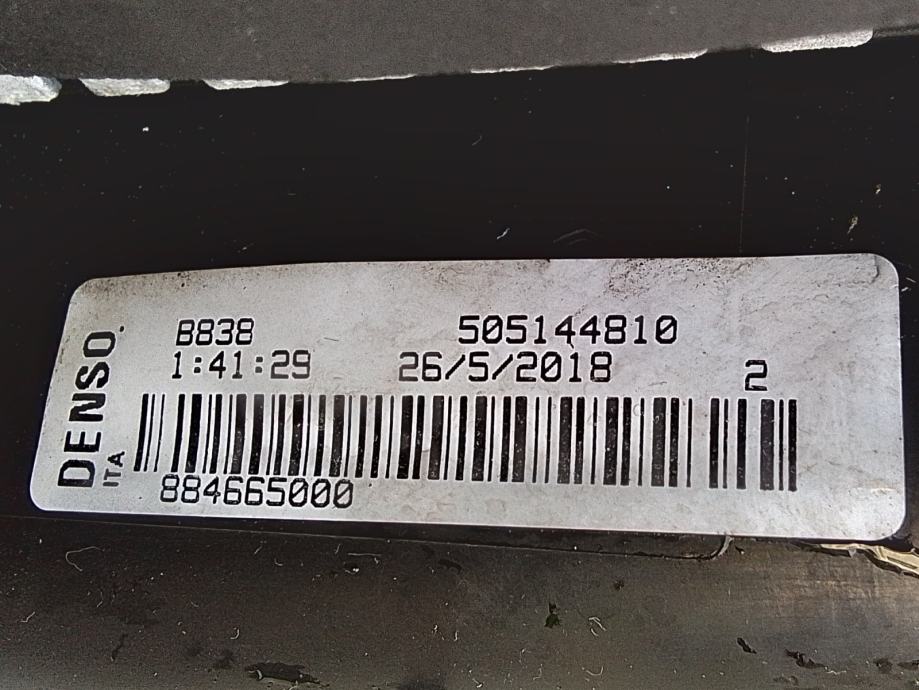 DENSO.
ITA
B838 505144810
1:41:29 26/5/2018 2
884665000